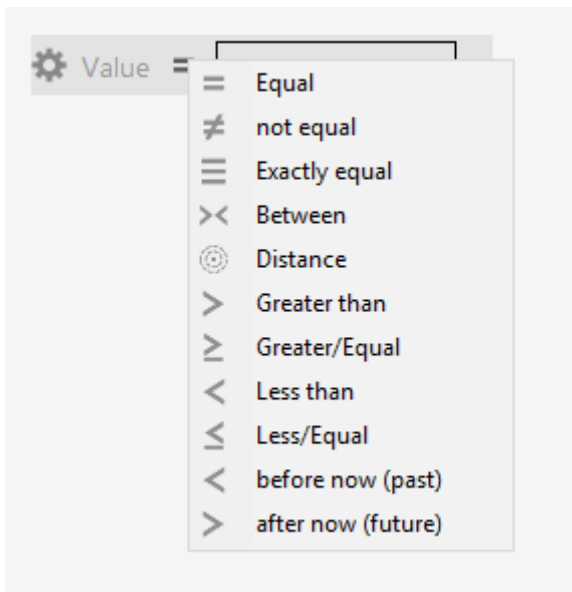 Value =
= Equal
≠ not equal
≡ Exactly equal
>< Between
Distance
> Greater than
≥ Greater/Equal
< Less than
≤ Less/Equal
< before now (past)
> after now (future)